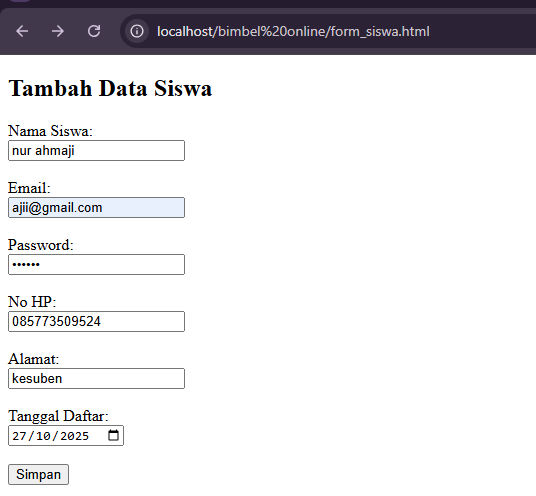 localhost/bimbel%20online/form_siswa.html
Tambah Data Siswa
Nama Siswa:
nur ahmaji
Email:
ajii@gmail.com
Password:
••••••
No HP:
085773509524
Alamat:
kesuben
Tanggal Daftar:
27/10/2025
Simpan